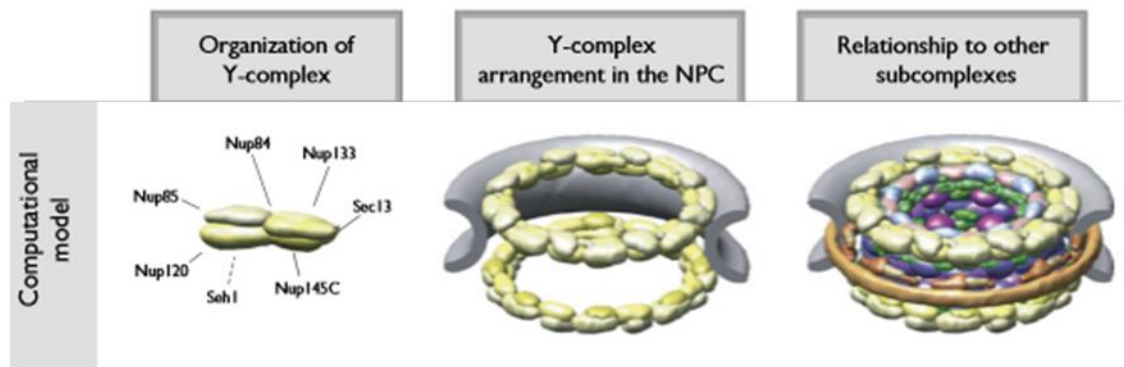 Organization of
Y-complex
Y-complex
arrangement in the NPC
Relationship to other
subcomplexes
Computational
model
Nup84
Nup133
Nup85
Sec13
Nup120
Seh1
Nup145C